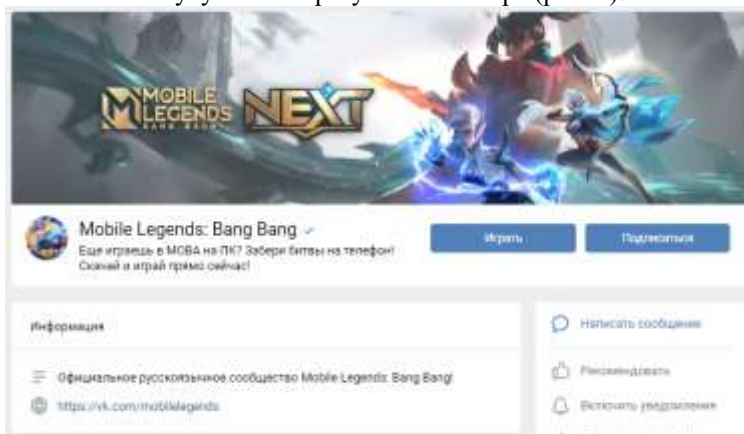 MOBILE
LEGENDS
BANG BANG
NEXT
Mobile Legends: Bang Bang
Еще играешь в MOBA на ПК? Забери битвы на телефон!
Скачай и играй прямо сейчас!
Играть
Подписаться
Информация
Официальное русскоязычное сообщество Mobile Legends: Bang Bang!
https://vk.com/mobilelegends
Написать сообщение
Рекомендовать
Включить уведомления